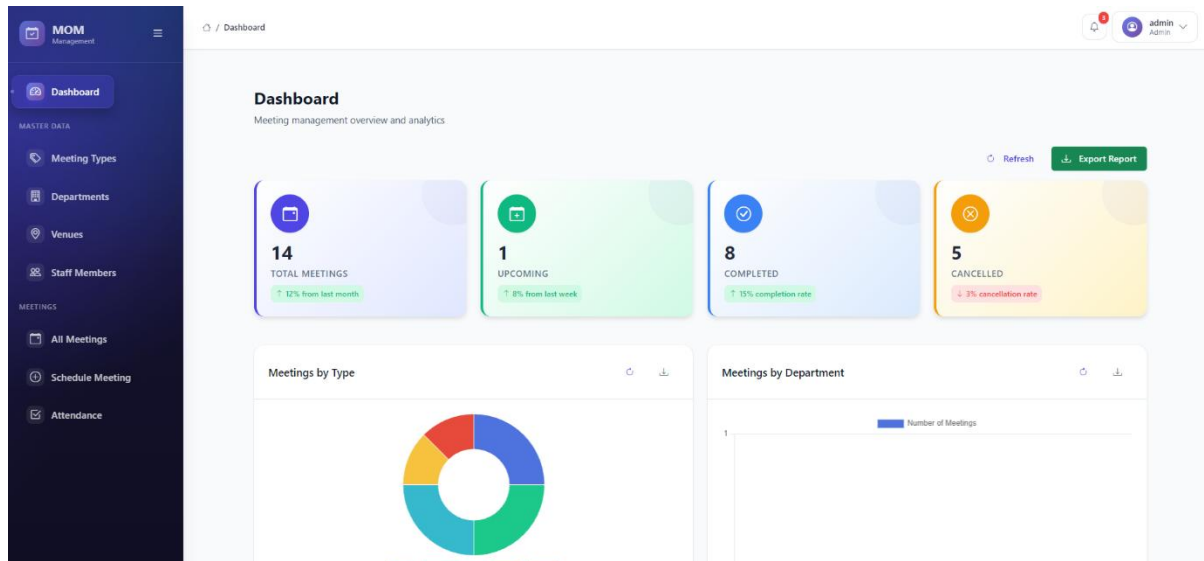 MOM
Management
Dashboard
MASTER DATA
Meeting Types
Departments
Venues
Staff Members
MEETINGS
All Meetings
Schedule Meeting
Attendance
/ Dashboard
3
admin
Admin
Dashboard
Meeting management overview and analytics
Refresh
Export Report
14
TOTAL MEETINGS
↑ 12% from last month
1
UPCOMING
↑ 8% from last week
8
COMPLETED
↑ 15% completion rate
5
CANCELLED
↓ 3% cancellation rate
Meetings by Type
Meetings by Department
Number of Meetings
1